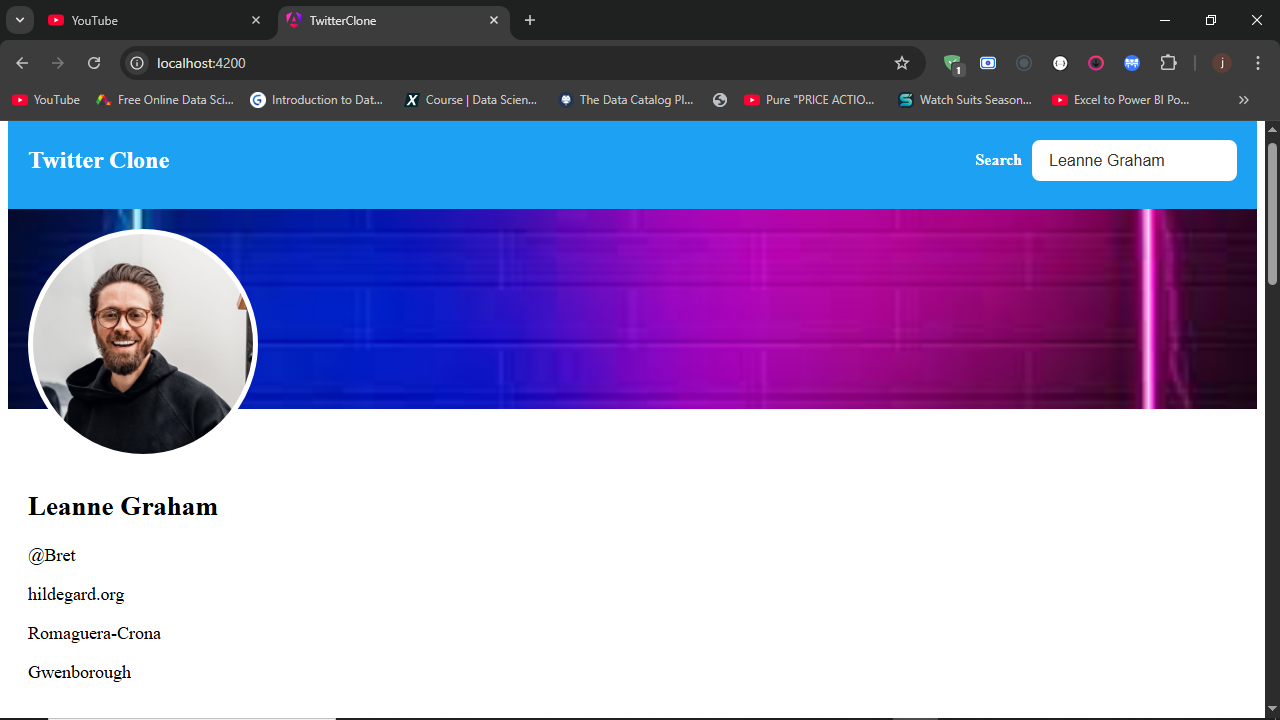 YouTube
TwitterClone
localhost:4200
1
j
YouTube
Free Online Data Sci...
Introduction to Dat...
Course | Data Scien...
The Data Catalog Pl...
Pure "PRICE ACTIO...
Watch Suits Season...
Excel to Power BI Po...
Twitter Clone
Search
Leanne Graham
Leanne Graham
@Bret
hildegard.org
Romaguera-Crona
Gwenborough